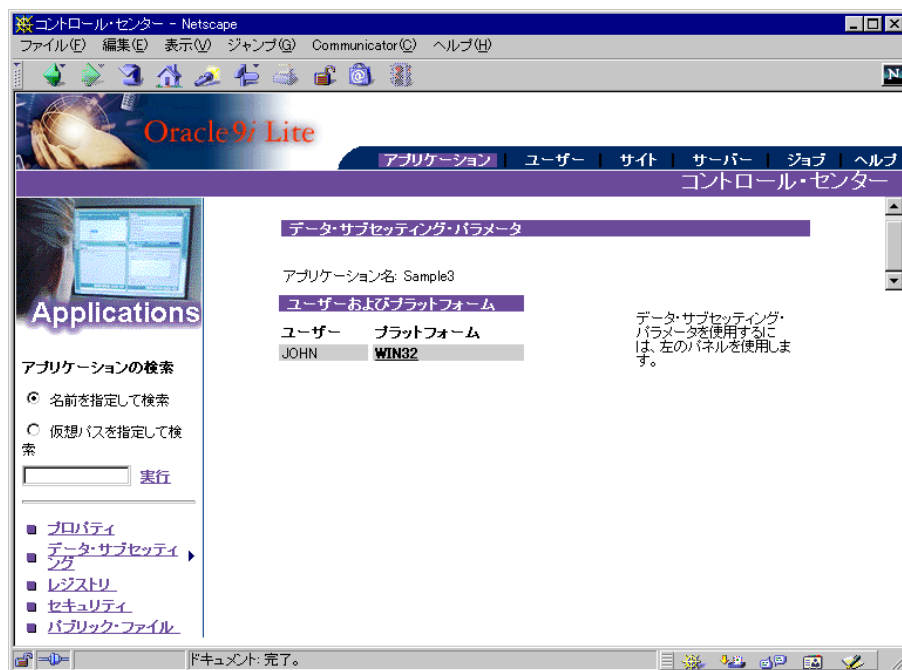 コントロール・センター - Netscape
ファイル(F) 編集(E) 表示(V) ジャンプ(G) Communicator(C) ヘルプ(H)
N
Oracle9i Lite
アプリケーション ユーザー サイト サーバー ジョブ ヘルプ
コントロール・センター
Applications
アプリケーションの検索
名前を指定して検索
仮想パスを指定して検
索
実行
プロパティ
データ・サブセッティ
ング
レジストリ
セキュリティ
パブリック・ファイル
データ・サブセッティング・パラメータ
アプリケーション名: Sample3
ユーザーおよびプラットフォーム
ユーザー プラットフォーム
JOHN WIN32
データ・サブセッティング・
パラメータを使用するに
は、左のパネルを使用しま
す。
ドキュメント: 完了。